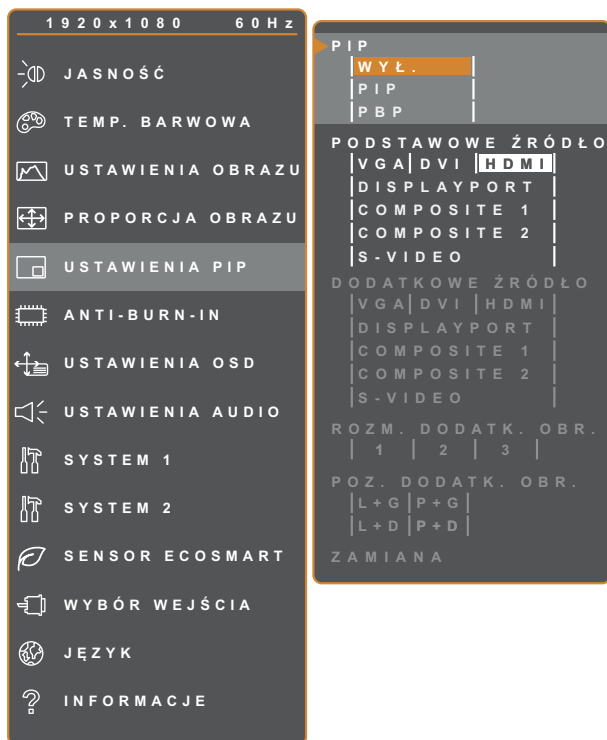 1920x1080 60Hz
JASNOŚĆ
TEMP. BARWOWA
USTAWIENIA OBRAZU
PROPORCJA OBRAZU
USTAWIENIA PIP
ANTI-BURN-IN
USTAWIENIA OSD
USTAWIENIA AUDIO
SYSTEM 1
SYSTEM 2
SENSOR ECOSMART
WYBÓR WEJŚCIA
JĘZYK
INFORMACJE
PIP
WYŁ.
PIP
PBP
PODSTAWOWE ŹRÓDŁO
VGA DVI HDMI
DISPLAYPORT
COMPOSITE 1
COMPOSITE 2
S-VIDEO
DODATKOWE ŹRÓDŁO
VGA DVI HDMI
DISPLAYPORT
COMPOSITE 1
COMPOSITE 2
S-VIDEO
ROZM. DODATK. OBR.
1 2 3
POZ. DODATK. OBR.
L+G P+G
L+D P+D
ZAMIANA